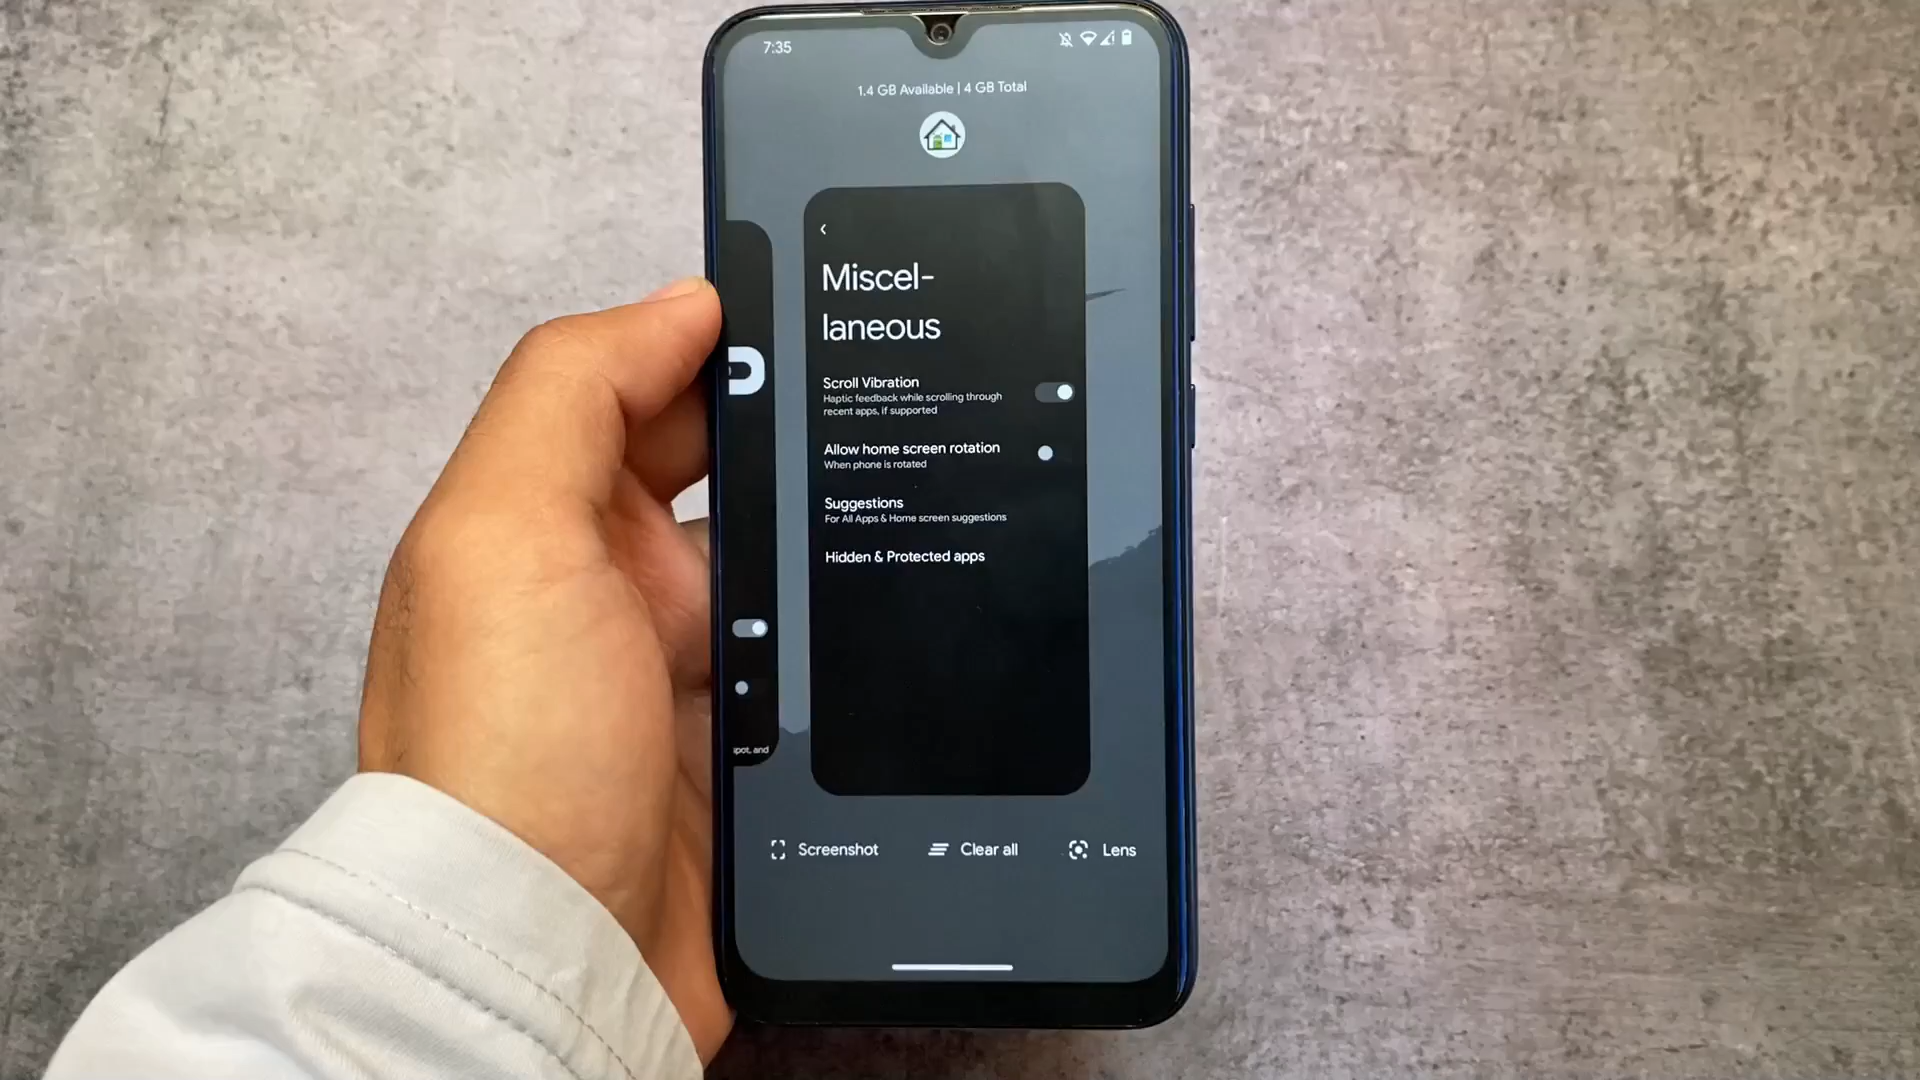 7:35
1.4 GB Available | 4 GB Total
Miscel-
laneous
Scroll Vibration
Haptic feedback while scrolling through
recent apps, if supported
Allow home screen rotation
When phone is rotated
Suggestions
For All Apps & Home screen suggestions
Hidden & Protected apps
spot, and
Screenshot
Clear all
Lens